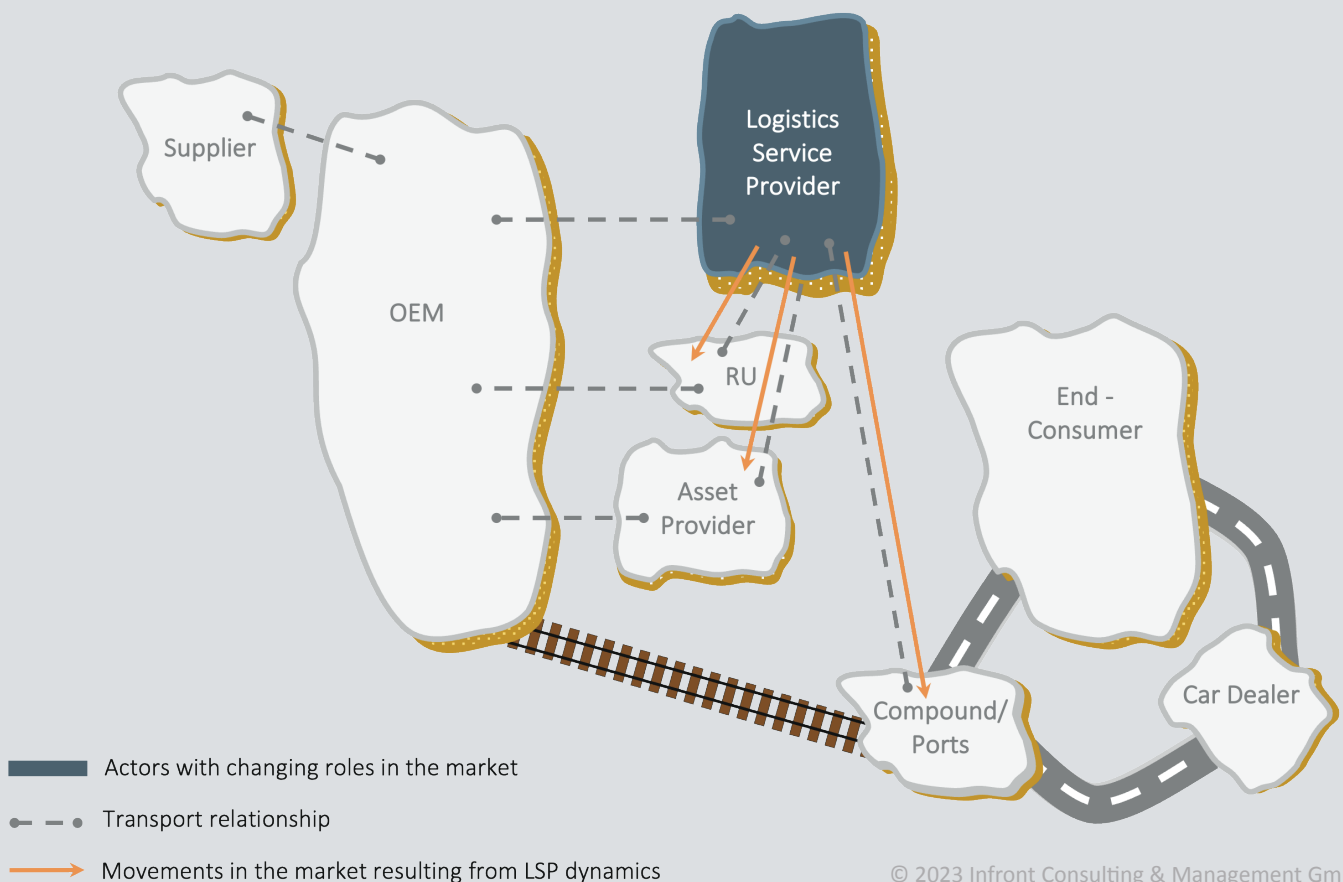 Supplier
OEM
Logistics
Service
Provider
RU
Asset
Provider
End -
Consumer
Car Dealer
Compound/
Ports
Actors with changing roles in the market
Transport relationship
Movements in the market resulting from LSP dynamics
© 2023 Infront Consulting & Management Gm